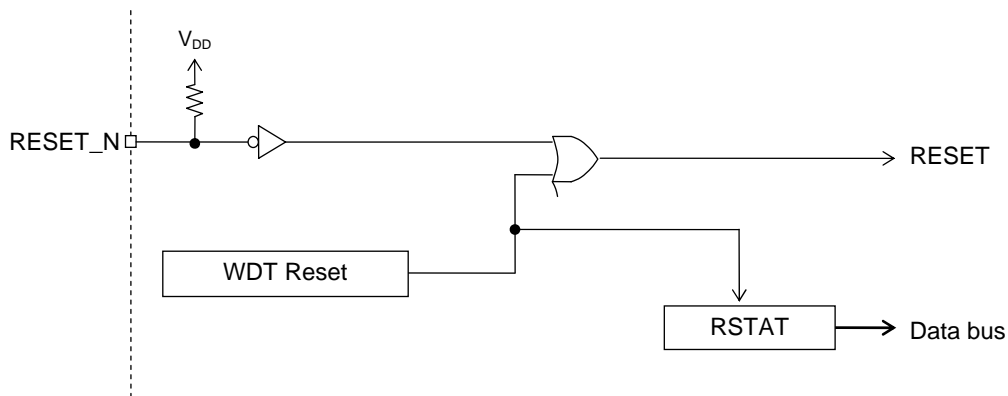 VDD
RESET_N
RESET
WDT Reset
RSTAT
Data bus